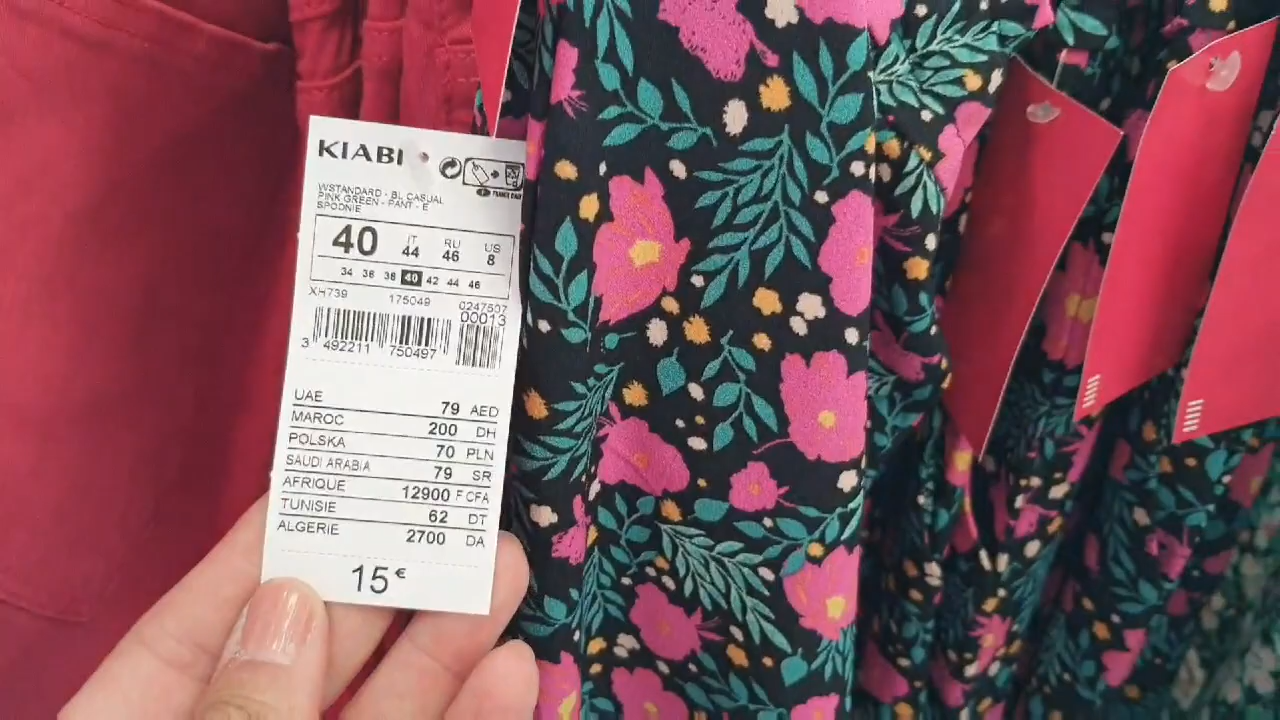 KIABI
WSTANDARD - BL CASUAL
PINK GREEN - PANT - E
SPODNIE
40 IT 44 RU 46 US 8
34 36 38 40 42 44 46
XH739 175049 0247507
00013
3 492211 750497
UAE 79 AED
MAROC 200 DH
POLSKA 70 PLN
SAUDI ARABIA 79 SR
AFRIQUE 12900 F CFA
TUNISIE 62 DT
ALGERIE 2700 DA
15€